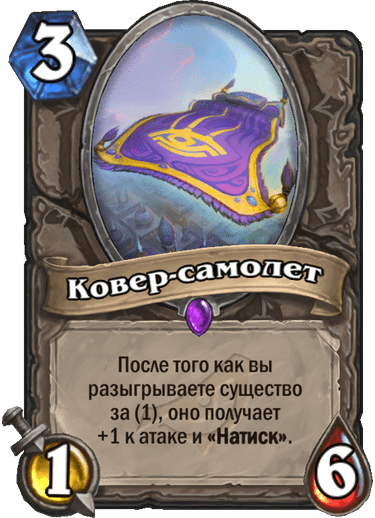 3
Ковер-самолет
После того как вы
разыгрываете существо
за (1), оно получает
+1 к атаке и «Натиск».
1
6